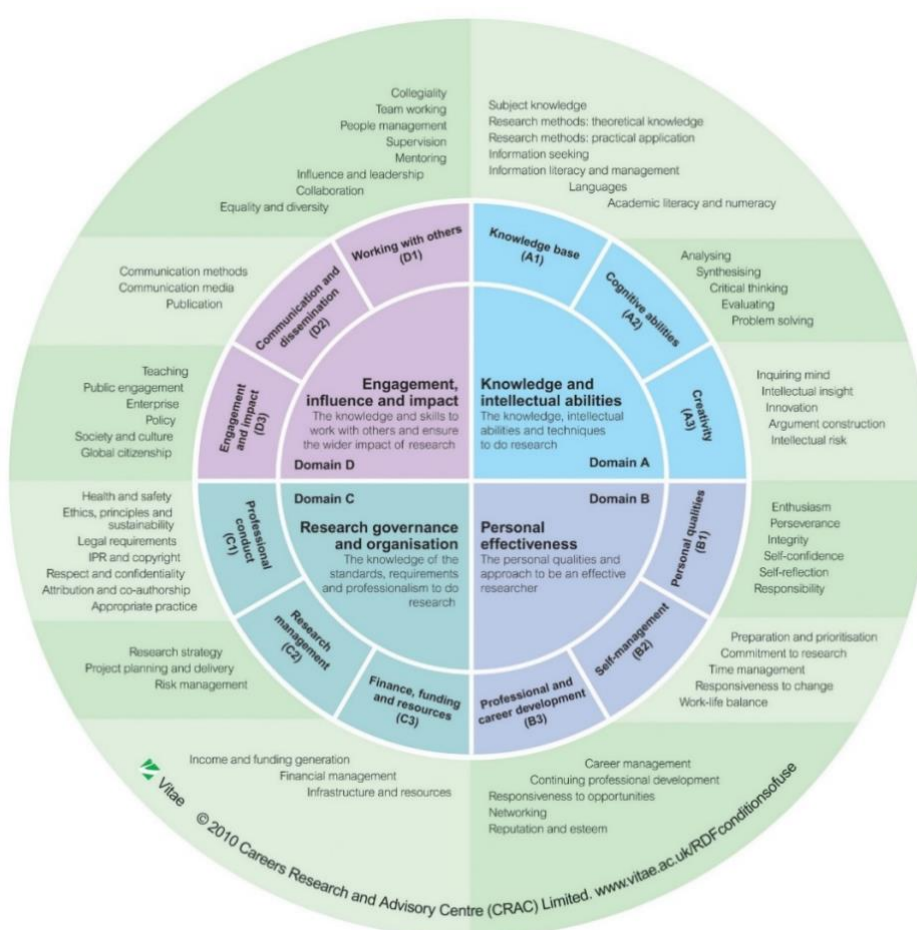 Collegiality
Team working
People management
Supervision
Mentoring
Influence and leadership
Collaboration
Equality and diversity
Subject knowledge
Research methods: theoretical knowledge
Research methods: practical application
Information seeking
Information literacy and management
Languages
Academic literacy and numeracy
Communication methods
Communication media
Publication
Analysing
Synthesising
Critical thinking
Evaluating
Problem solving
Teaching
Public engagement
Enterprise
Policy
Society and culture
Global citizenship
Inquiring mind
Intellectual insight
Innovation
Argument construction
Intellectual risk
Working with others
(D1)
Communication and
dissemination
(D2)
Engagement
and impact
(D3)
Knowledge base
(A1)
Cognitive abilities
(A2)
Creativity
(A3)
Engagement,
influence and impact
The knowledge and skills to
work with others and ensure
the wider impact of research
Domain D
Knowledge and
intellectual abilities
The knowledge, intellectual
abilities and techniques
to do research
Domain A
Domain C
Research governance
and organisation
The knowledge of the
standards, requirements
and professionalism to do
research
Domain B
Personal
effectiveness
The personal qualities and
approach to be an effective
researcher
Professional
conduct
(C1)
Research
management
(C2)
Finance, funding
and resources
(C3)
Personal qualities
(B1)
Self-management
(B2)
Professional and
career development
(B3)
Health and safety
Ethics, principles and
sustainability
Legal requirements
IPR and copyright
Respect and confidentiality
Attribution and co-authorship
Appropriate practice
Enthusiasm
Perseverance
Integrity
Self-confidence
Self-reflection
Responsibility
Research strategy
Project planning and delivery
Risk management
Preparation and prioritisation
Commitment to research
Time management
Responsiveness to change
Work-life balance
Income and funding generation
Financial management
Infrastructure and resources
Career management
Continuing professional development
Responsiveness to opportunities
Networking
Reputation and esteem
Vitae © 2010 Careers Research and Advisory Centre (CRAC) Limited. www.vitae.ac.uk/RDFconditionsofuse